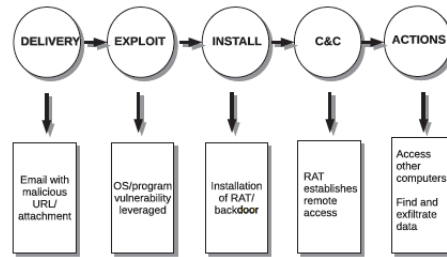 DELIVERY
EXPLOIT
INSTALL
C&C
ACTIONS
Email with
malicious
URL/
attachment
OS/program
vulnerability
leveraged
Installation
of RAT/
backdoor
RAT
establishes
remote
access
Access
other
computers
Find and
exfiltrate
data